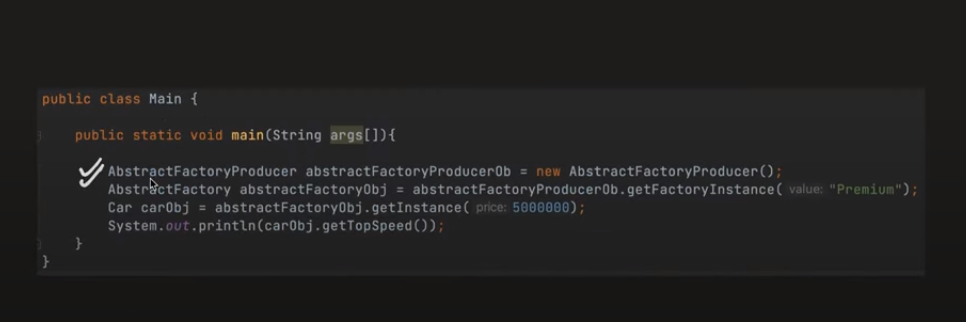 public class Main {
public static void main(String args[]){
AbstractFactoryProducer abstractFactoryProducerOb = new AbstractFactoryProducer();
AbstractFactory abstractFactoryObj = abstractFactoryProducerOb.getFactoryInstance( value: "Premium");
Car carObj = abstractFactoryObj.getInstance( price: 5000000);
System.out.println(carObj.getTopSpeed());
}
}